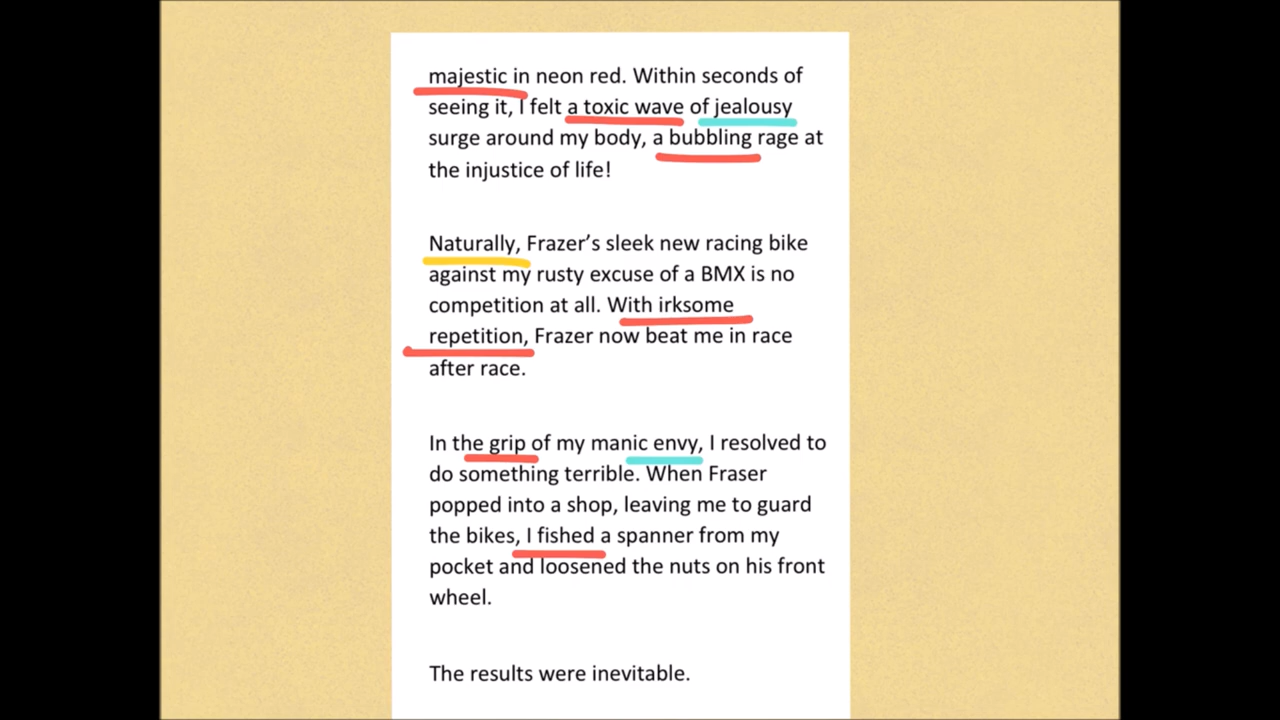 majestic in neon red. Within seconds of
seeing it, I felt a toxic wave of jealousy
surge around my body, a bubbling rage at
the injustice of life!
Naturally, Frazer’s sleek new racing bike
against my rusty excuse of a BMX is no
competition at all. With irksome
repetition, Frazer now beat me in race
after race.
In the grip of my manic envy, I resolved to
do something terrible. When Fraser
popped into a shop, leaving me to guard
the bikes, I fished a spanner from my
pocket and loosened the nuts on his front
wheel.
The results were inevitable.